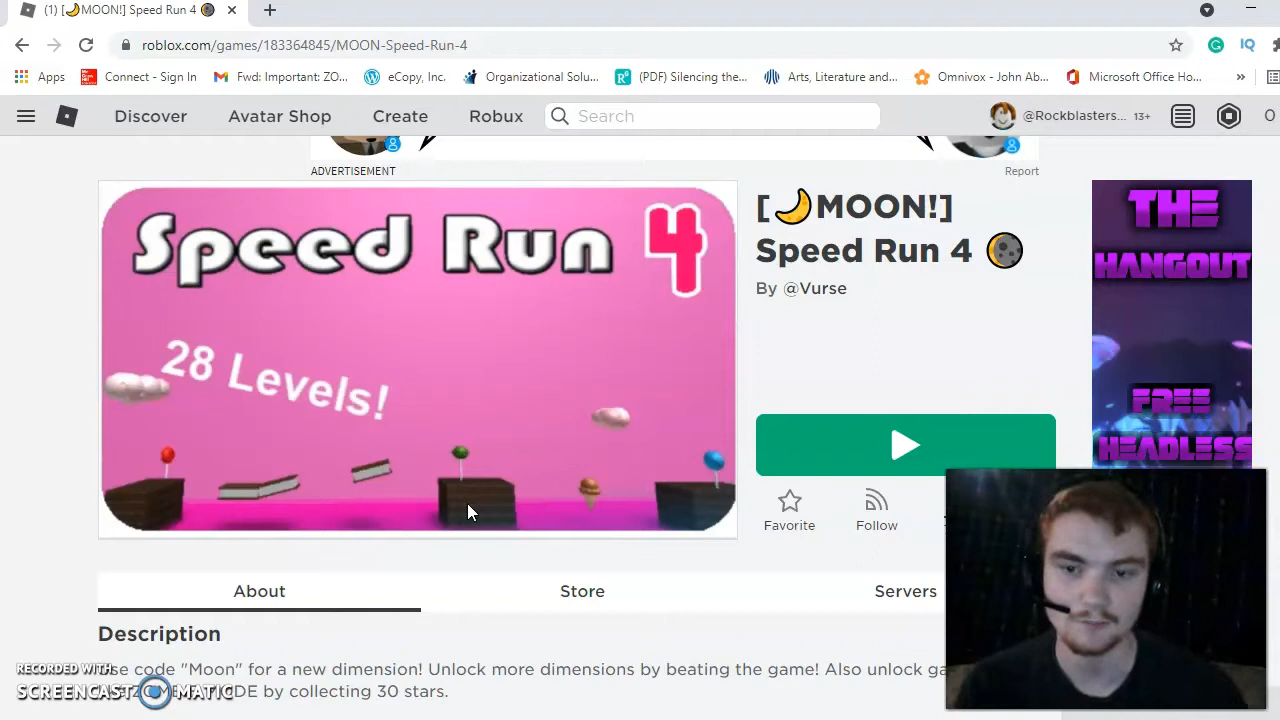 (1) [🌙MOON!] Speed Run 4 🌘
roblox.com/games/183364845/MOON-Speed-Run-4
Apps Connect - Sign In Fwd: Important: ZO... eCopy, Inc. Organizational Solu... (PDF) Silencing the... Arts, Literature and... Omnivox - John Ab... Microsoft Office Ho... »
Discover Avatar Shop Create Robux Search @Rockblasters... 13+ 0
ADVERTISEMENT Report
Speed Run 4
28 Levels!
[🌙MOON!]
Speed Run 4 🌘
By @Vurse
THE
HANGOUT
FREE
HEADLESS
Favorite Follow
About Store Servers
Description
se code "Moon" for a new dimension! Unlock more dimensions by beating the game! Also unlock ga
DE by collecting 30 stars.
RECORDED WITH
SCREENCAST MATIC